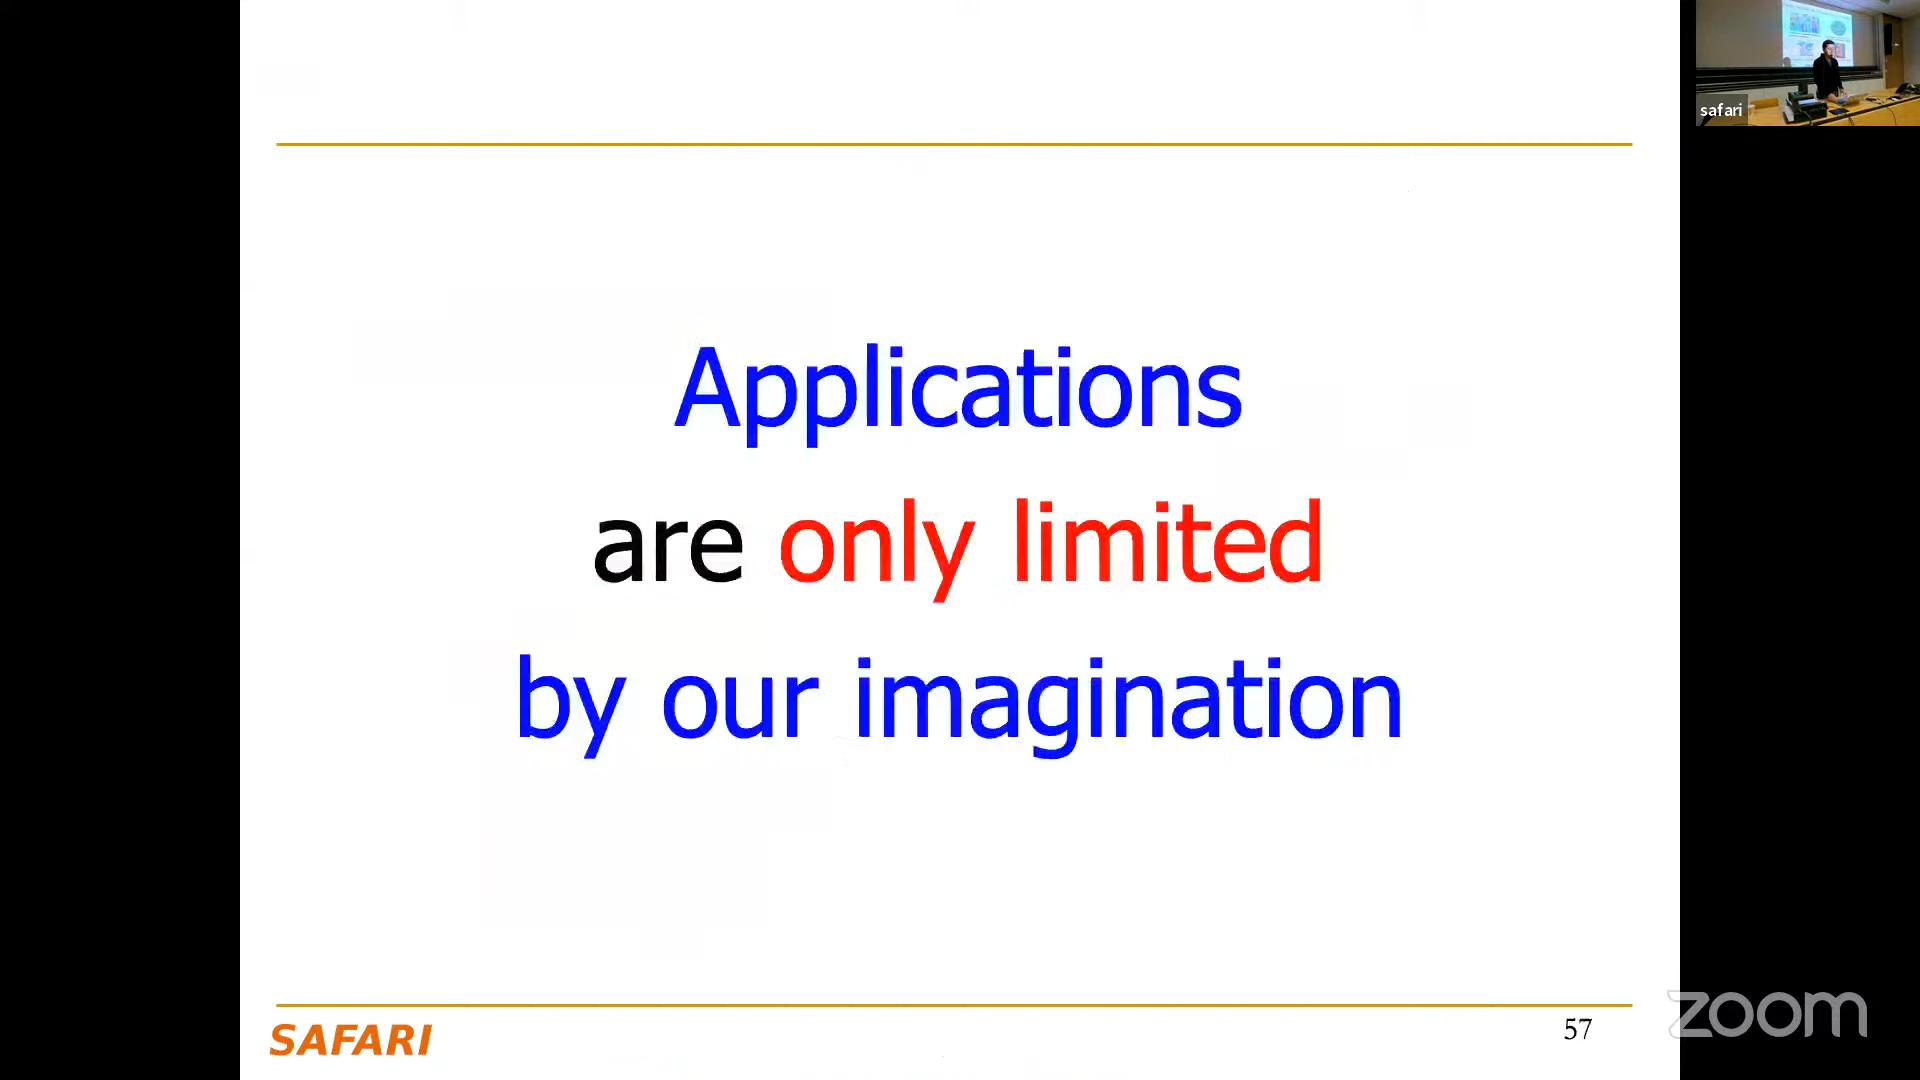 safari
Applications
are only limited
by our imagination
SAFARI
57
zoom